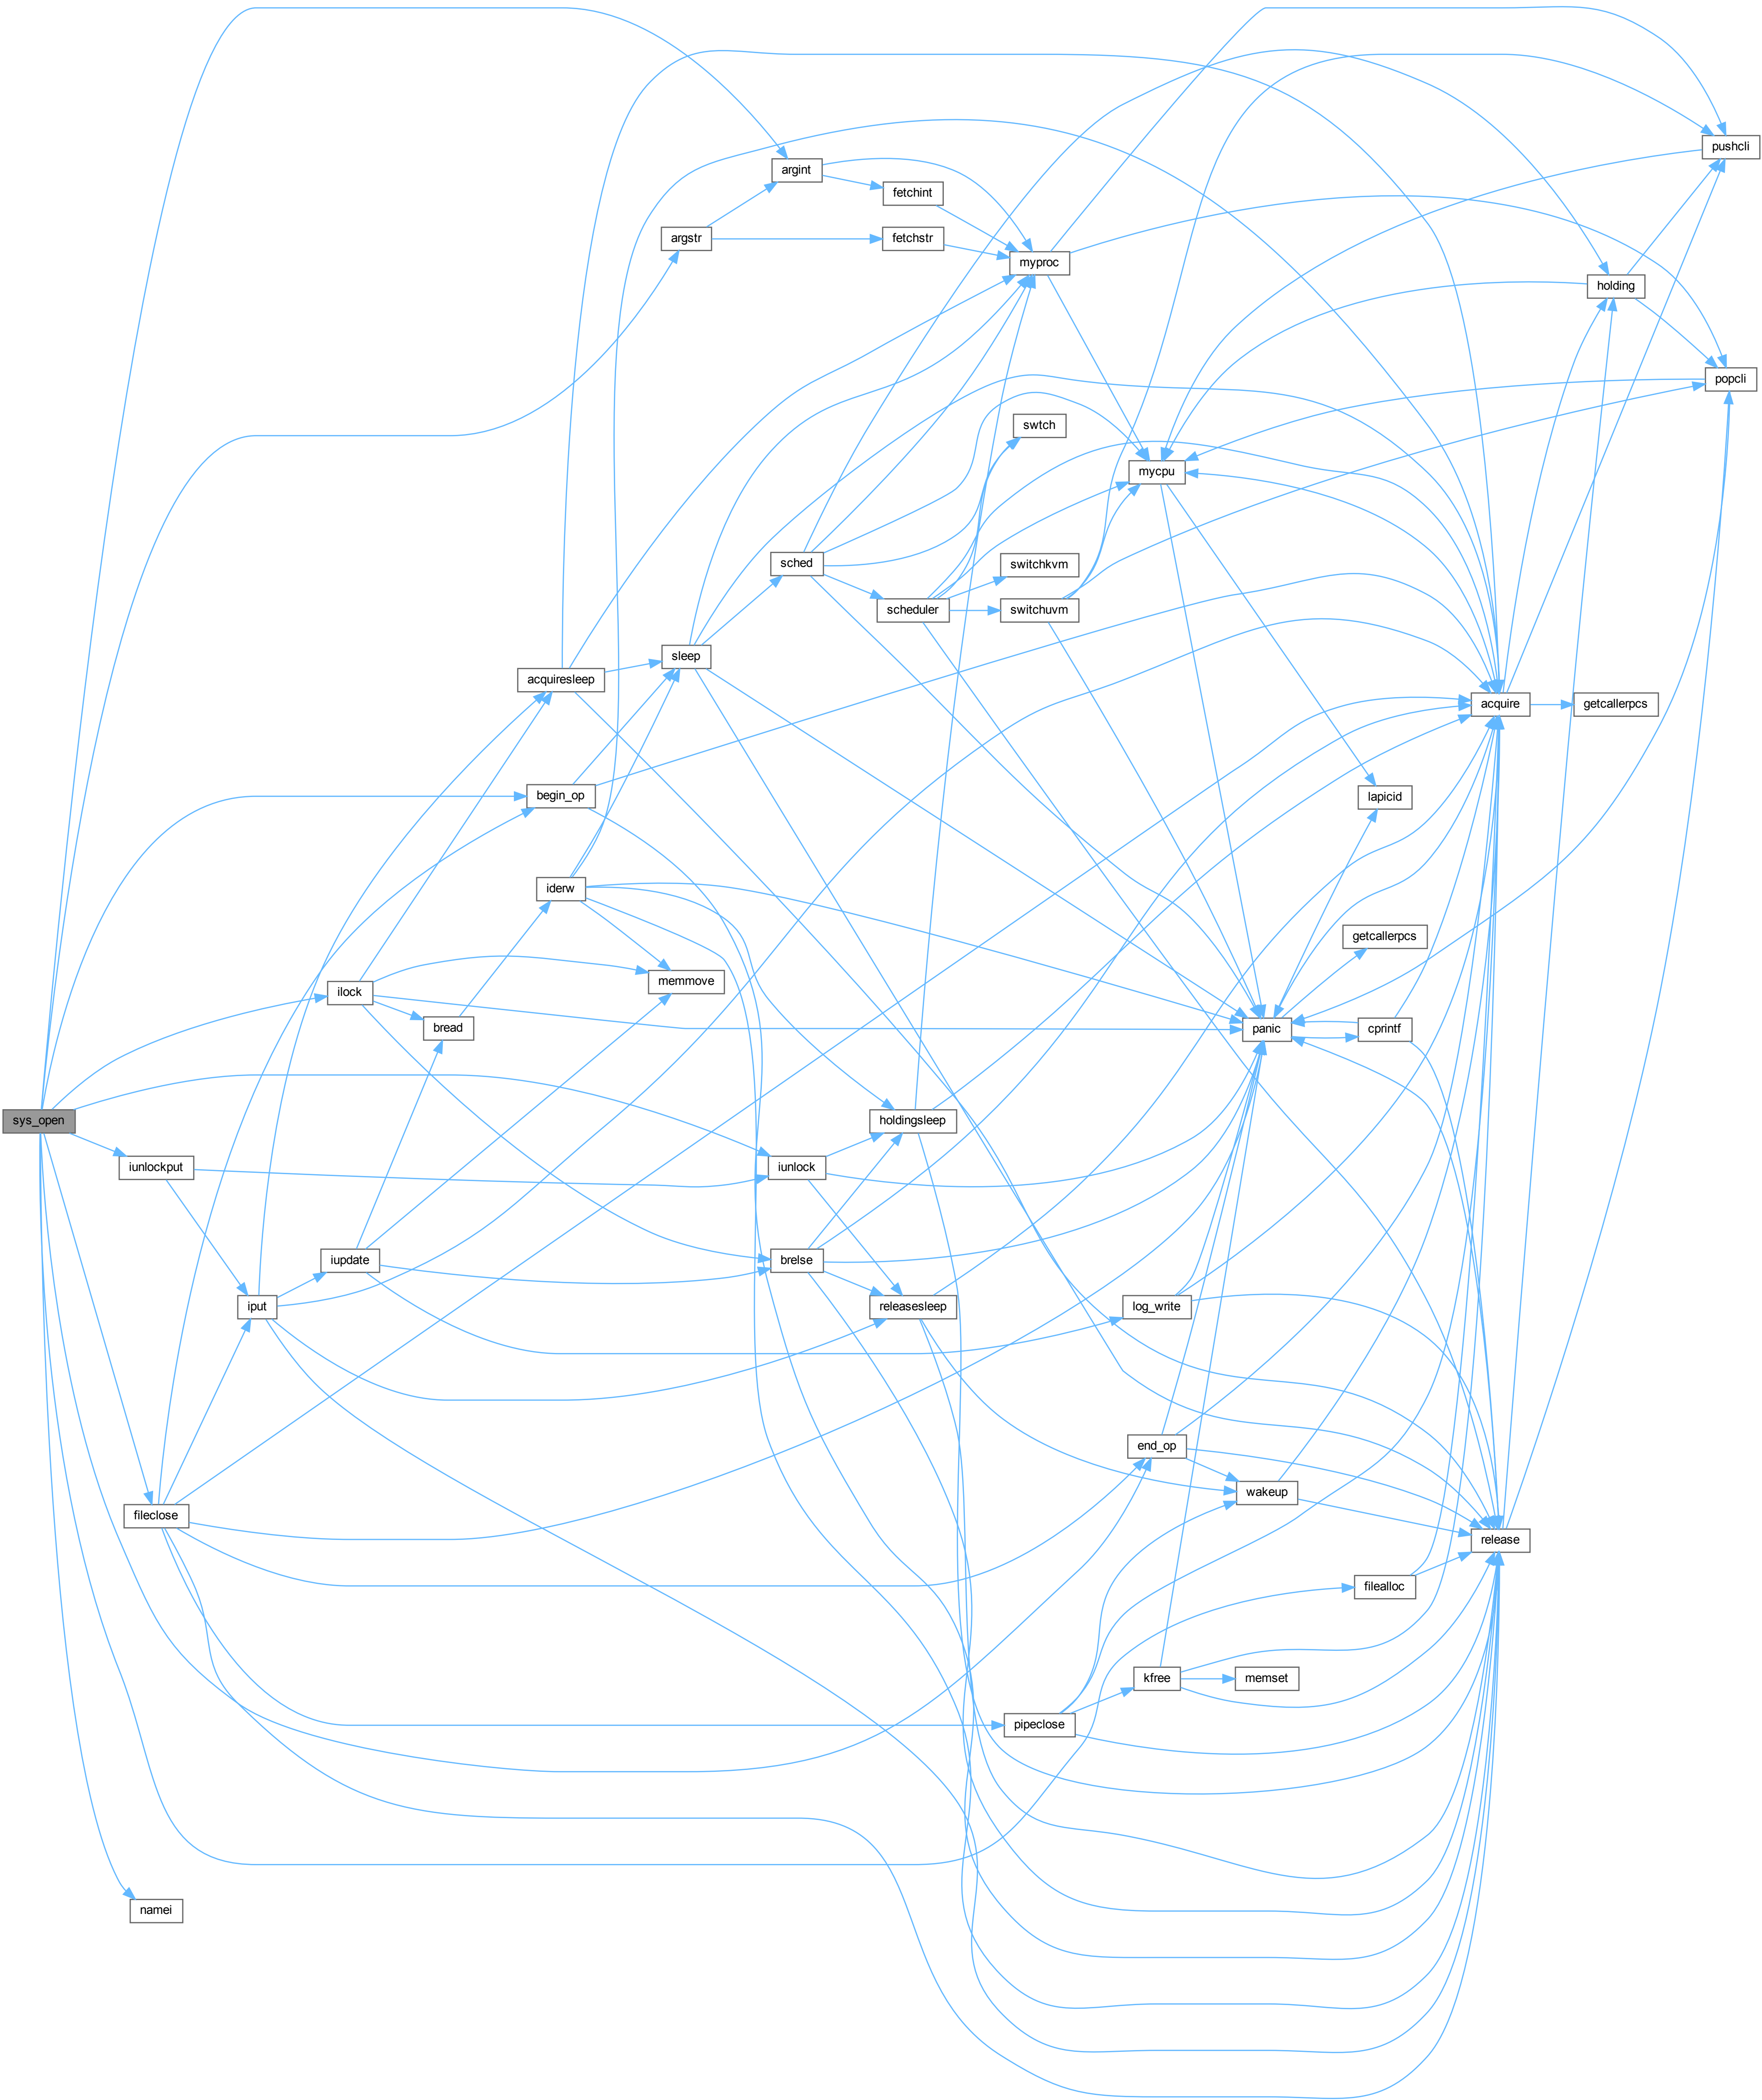 argint
pushcli
fetchint
argstr
fetchstr
myproc
holding
popcli
swtch
mycpu
sched
switchkvm
scheduler
switchuvm
sleep
acquiresleep
acquire
getcallerpcs
begin_op
lapicid
iderw
getcallerpcs
memmove
ilock
bread
panic
cprintf
sys_open
holdingsleep
iunlockput
iunlock
iupdate
brelse
iput
releasesleep
log_write
end_op
wakeup
fileclose
release
filealloc
kfree
memset
pipeclose
namei